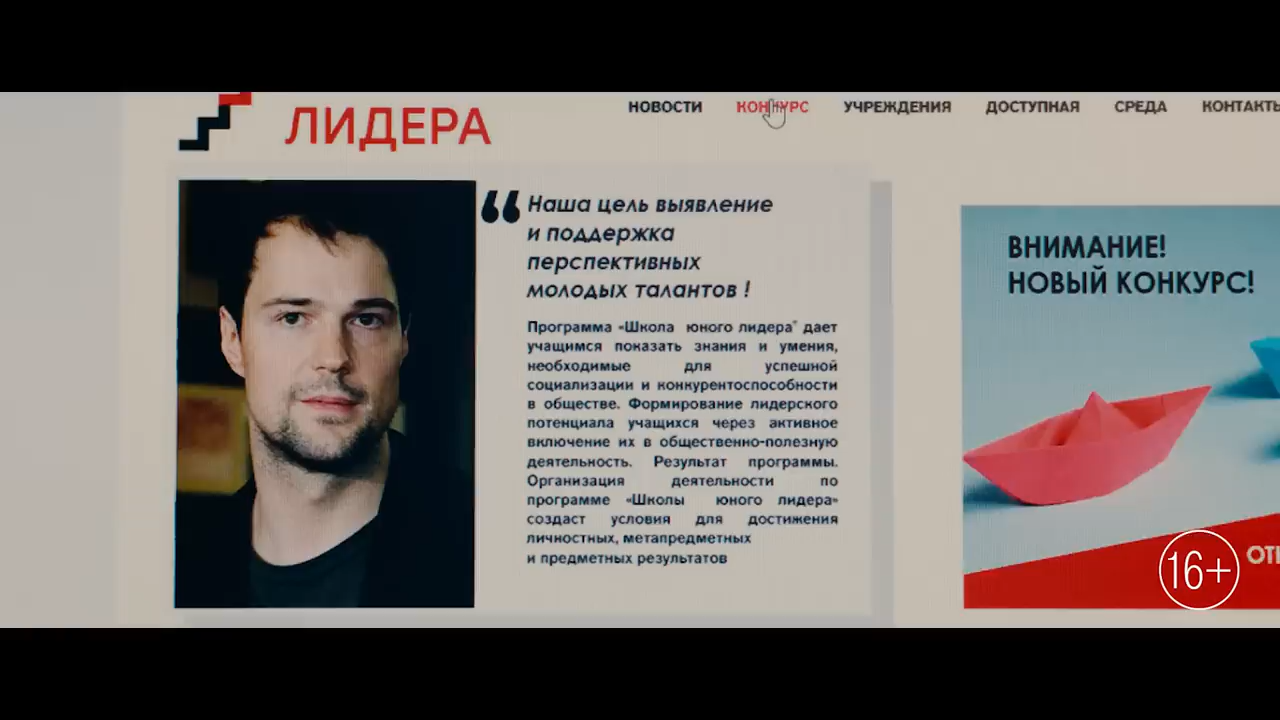 ЛИДЕРА
НОВОСТИ КОНКУРС УЧРЕЖДЕНИЯ ДОСТУПНАЯ СРЕДА КОНТАКТЫ
“ Наша цель выявление
и поддержка
перспективных
молодых талантов !
Программа «Школа юного лидера" дает
учащимся показать знания и умения,
необходимые для успешной
социализации и конкурентоспособности
в обществе. Формирование лидерского
потенциала учащихся через активное
включение их в общественно-полезную
деятельность. Результат программы.
Организация деятельности по
программе «Школы юного лидера»
создаст условия для достижения
личностных, метапредметных
и предметных результатов
ВНИМАНИЕ!
НОВЫЙ КОНКУРС!
16+